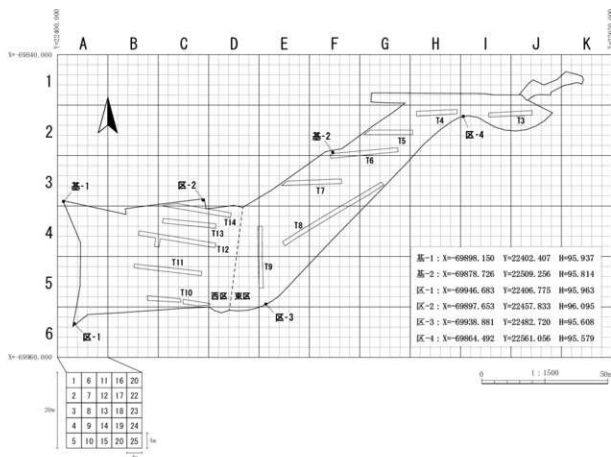 Y=22400.000
X=-69840.000
A B C D E F G H I J K
1
2
3
4
5
6
X=-69960.000
T4
T3
区-4
T5
基-2
T6
基-1
区-2
T7
T14
T8
T13
T12
T9
T11
T10
西区 東区
区-3
区-1
基-1 : X=-69898.150 Y=22402.407 H=95.937
基-2 : X=-69878.726 Y=22509.256 H=95.814
区-1 : X=-69946.683 Y=22406.775 H=95.963
区-2 : X=-69897.653 Y=22457.833 H=96.095
区-3 : X=-69938.881 Y=22482.720 H=95.608
区-4 : X=-69864.492 Y=22561.056 H=95.579
0 1 : 1500 50m
1 6 11 16 20
2 7 12 17 22
3 8 13 18 23
4 9 14 19 24
5 10 15 20 25
20m
4m